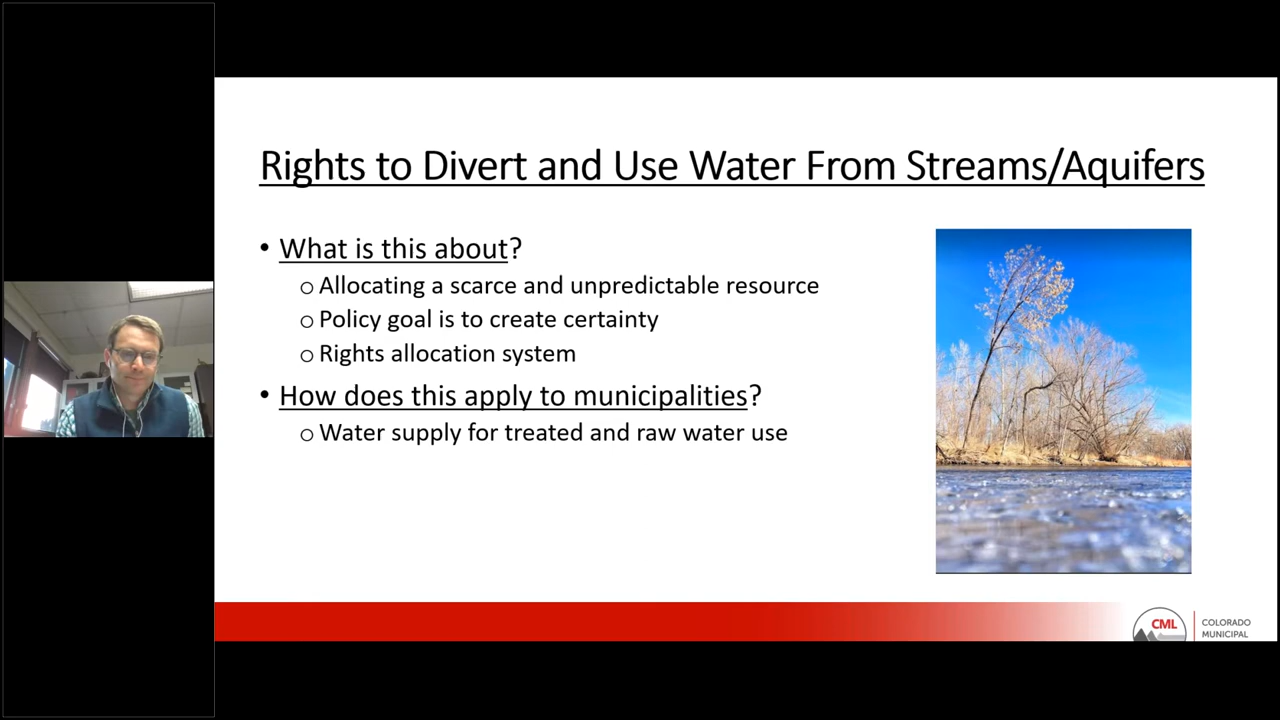 Rights to Divert and Use Water From Streams/Aquifers
• What is this about?
o Allocating a scarce and unpredictable resource
o Policy goal is to create certainty
o Rights allocation system
• How does this apply to municipalities?
o Water supply for treated and raw water use
CML
COLORADO
MUNICIPAL